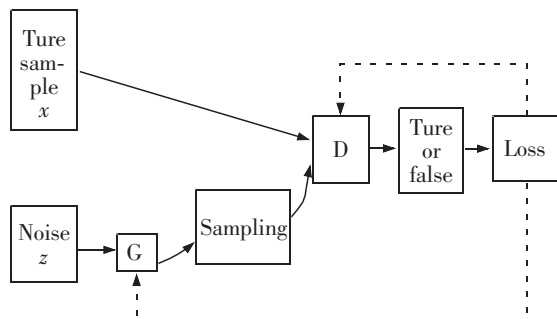 Ture
sam-
ple
x
D
Ture
or
false
Loss
Noise
z
G
Sampling